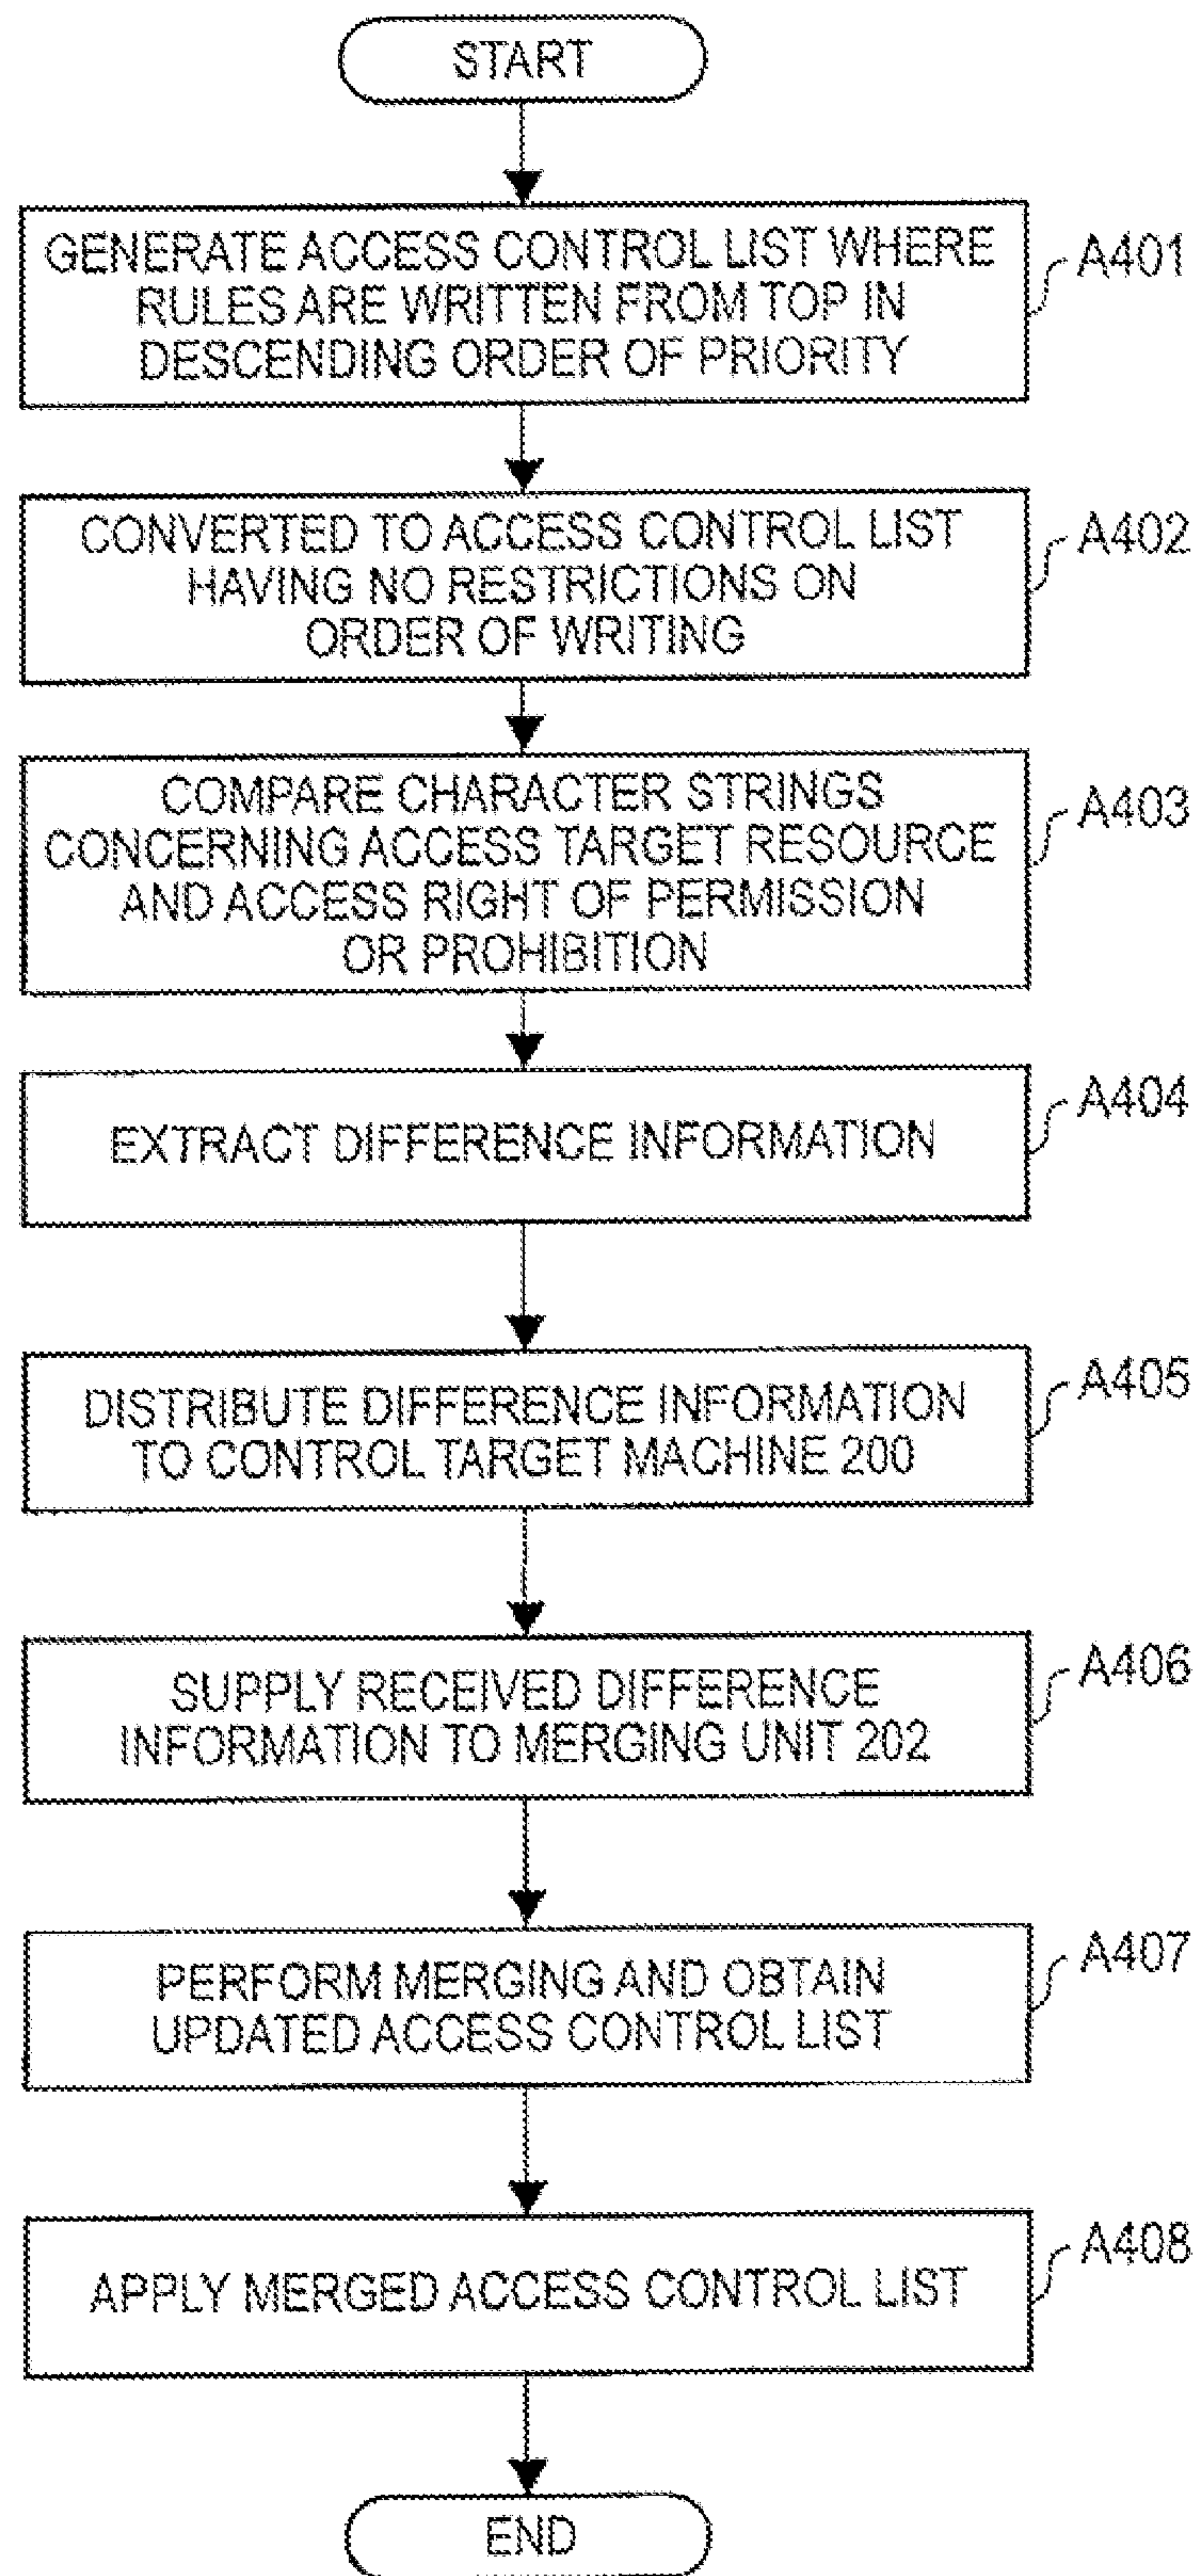 START
GENERATE ACCESS CONTROL LIST WHERE
RULES ARE WRITTEN FROM TOP IN
DESCENDING ORDER OF PRIORITY
A401
CONVERTED TO ACCESS CONTROL LIST
HAVING NO RESTRICTIONS ON
ORDER OF WRITING
A402
COMPARE CHARACTER STRINGS
CONCERNING ACCESS TARGET RESOURCE
AND ACCESS RIGHT OF PERMISSION
OR PROHIBITION
A403
EXTRACT DIFFERENCE INFORMATION
A404
DISTRIBUTE DIFFERENCE INFORMATION
TO CONTROL TARGET MACHINE 200
A405
SUPPLY RECEIVED DIFFERENCE
INFORMATION TO MERGING UNIT 202
A406
PERFORM MERGING AND OBTAIN
UPDATED ACCESS CONTROL LIST
A407
APPLY MERGED ACCESS CONTROL LIST
A408
END